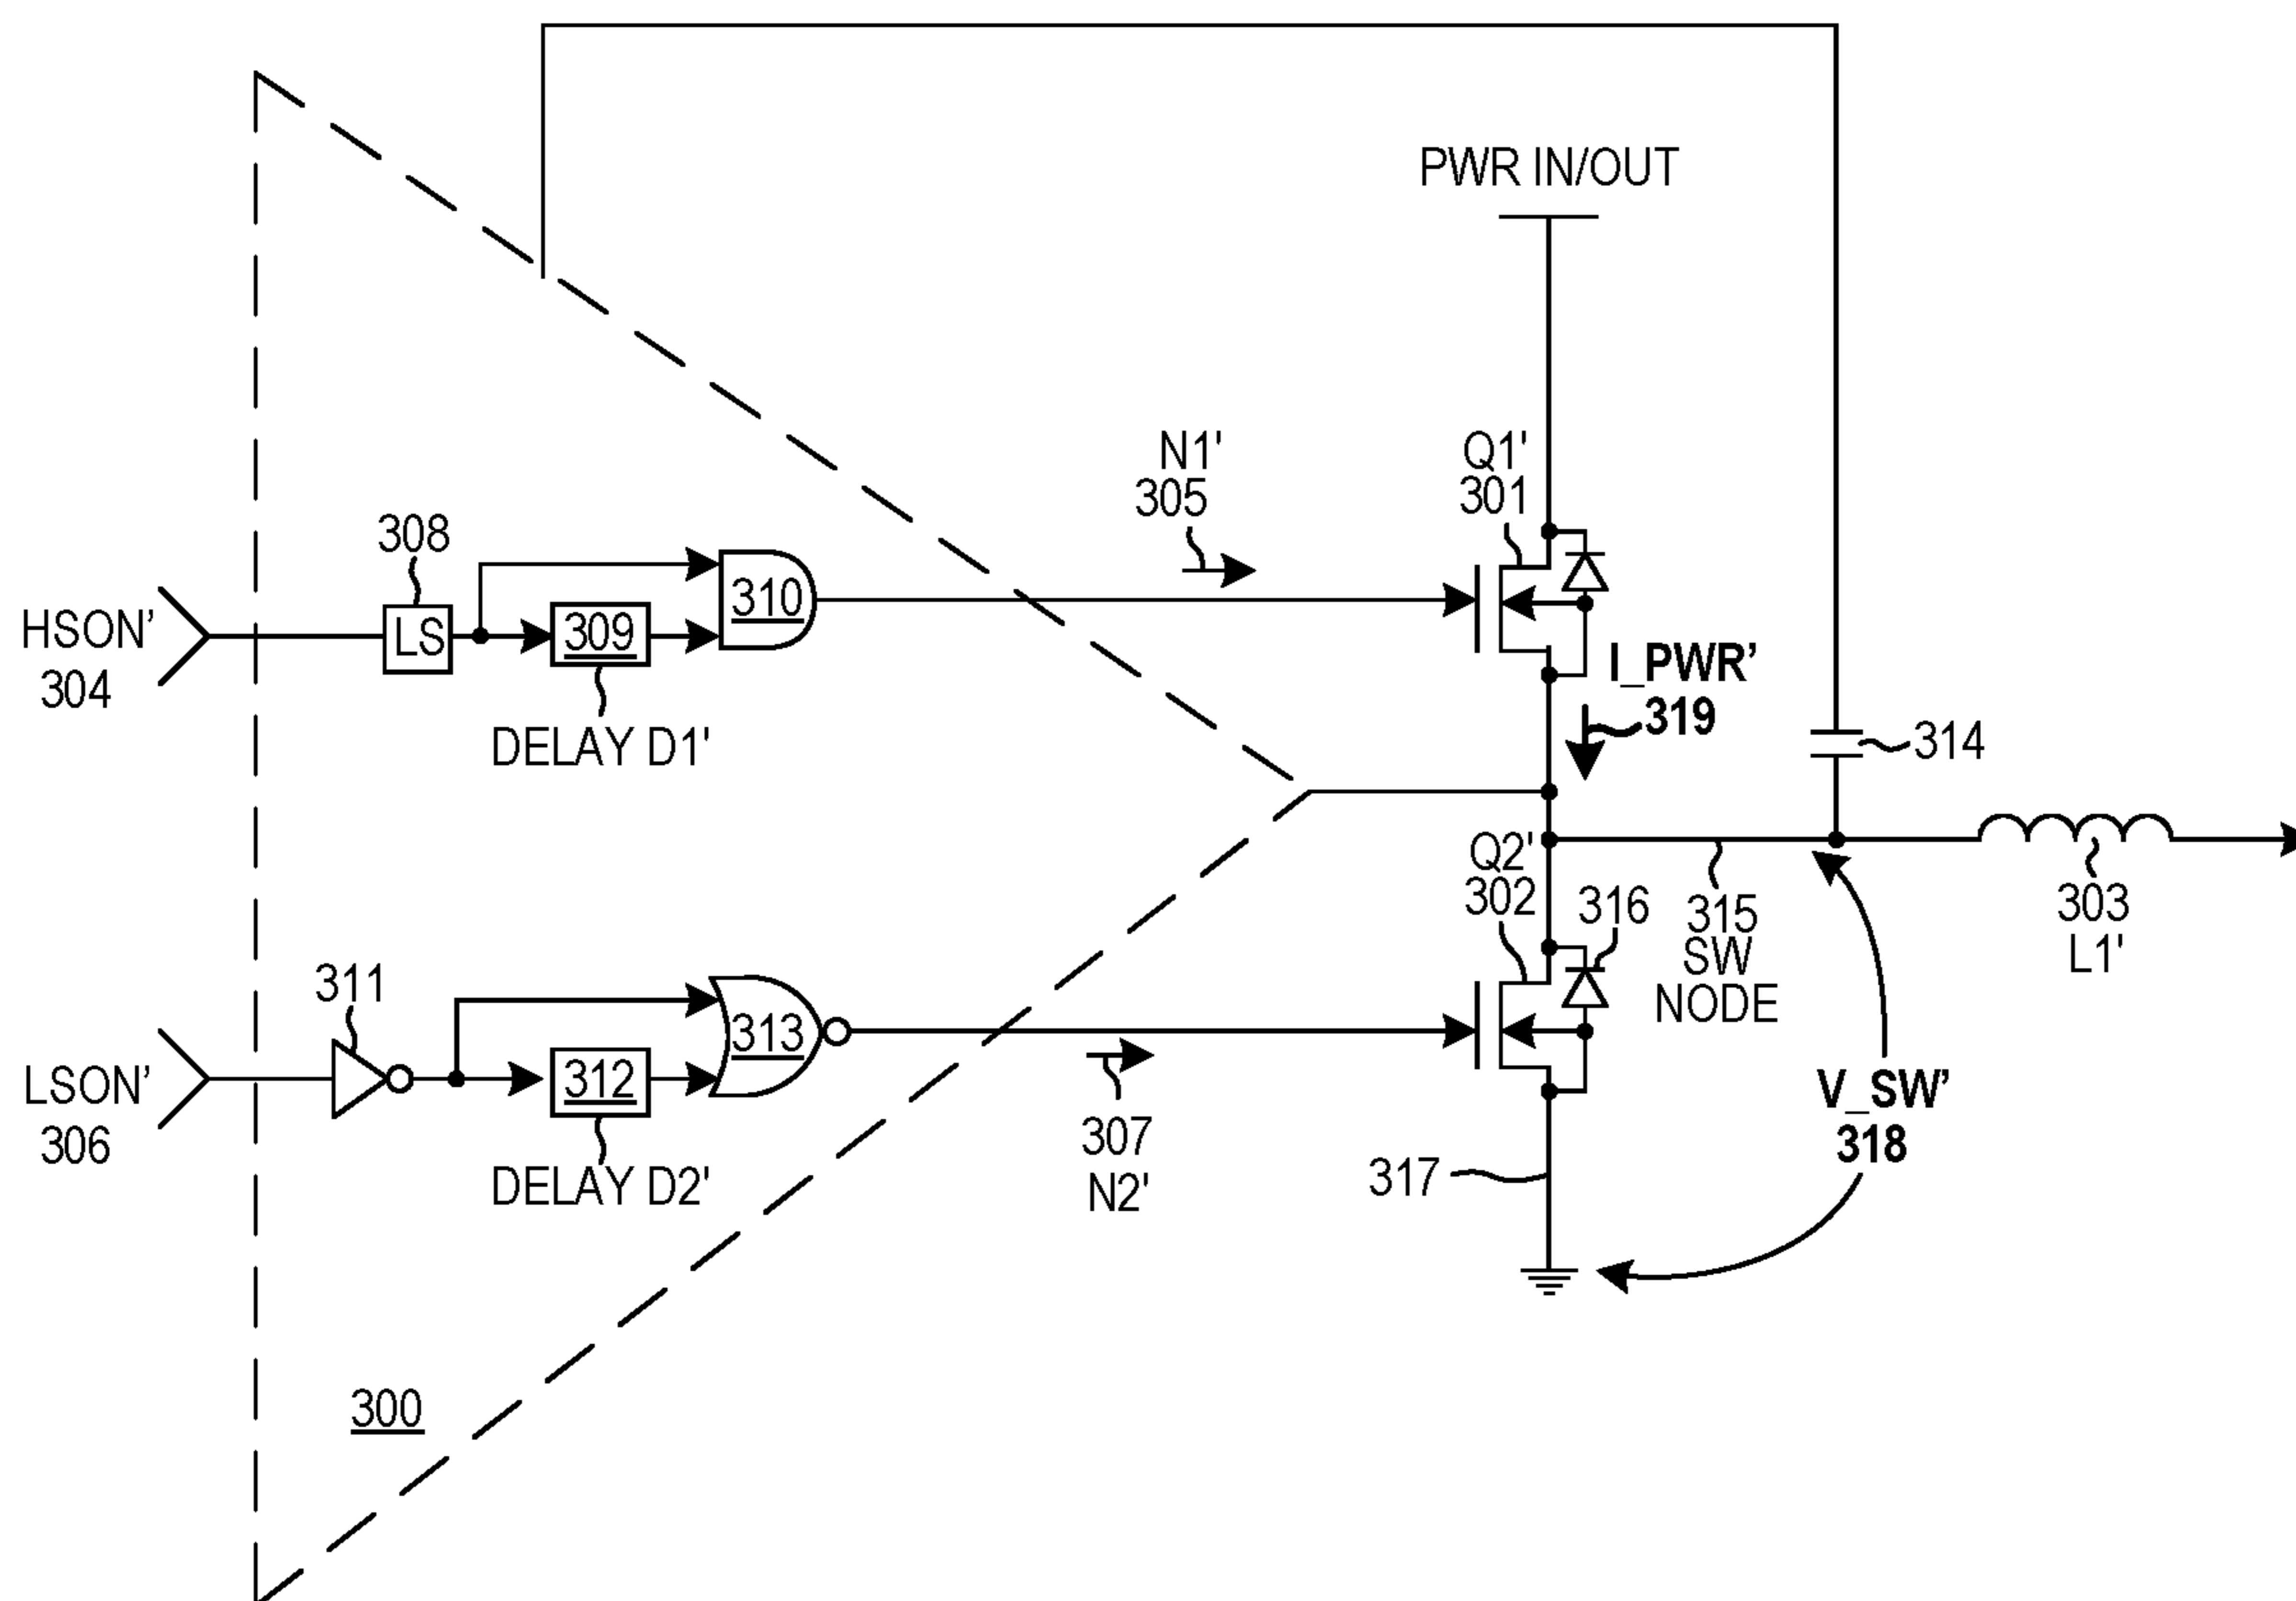 PWR IN/OUT
N1'
305
Q1'
301
308
HSON'
304
LS
309
310
DELAY D1'
I_PWR’
319
314
Q2'
302
316
315
SW
NODE
303
L1'
311
LSON'
306
312
313
DELAY D2'
307
N2'
317
V_SW’
318
300